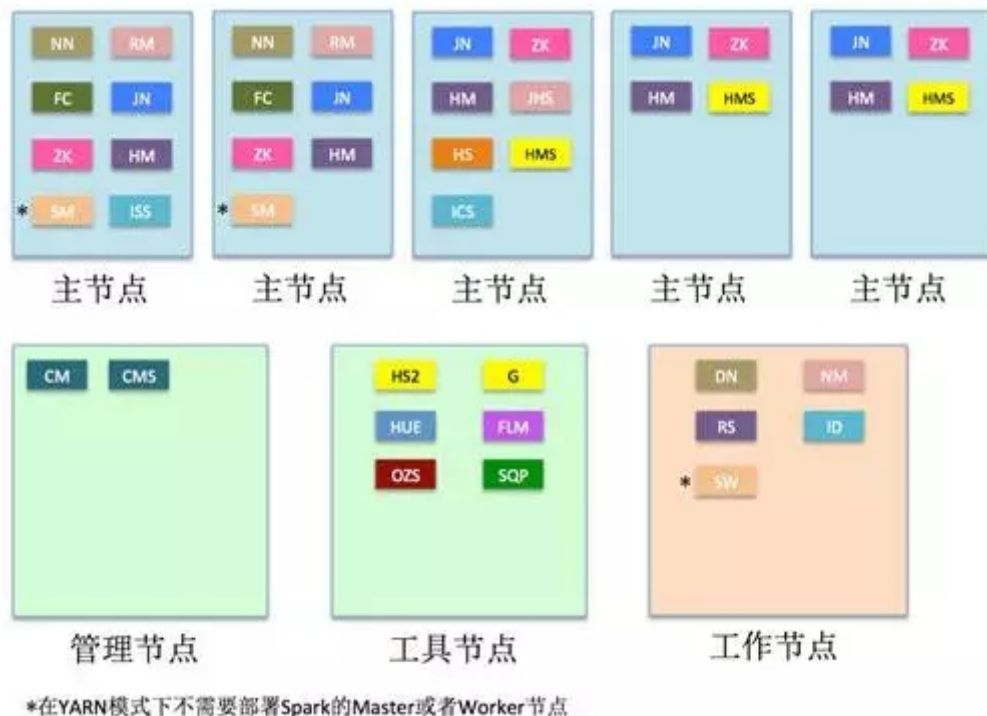 NN RM
FC JN
ZK HM
* SM ISS
主节点
NN RM
FC JN
ZK HM
* SM
主节点
JN ZK
HM JHS
HS HMS
ICS
主节点
JN ZK
HM HMS
主节点
JN ZK
HM HMS
主节点
CM CMS
管理节点
HS2 G
HUE FLM
OZS SQP
工具节点
DN NM
RS ID
* SW
工作节点
*在YARN模式下不需要部署Spark的Master或者Worker节点